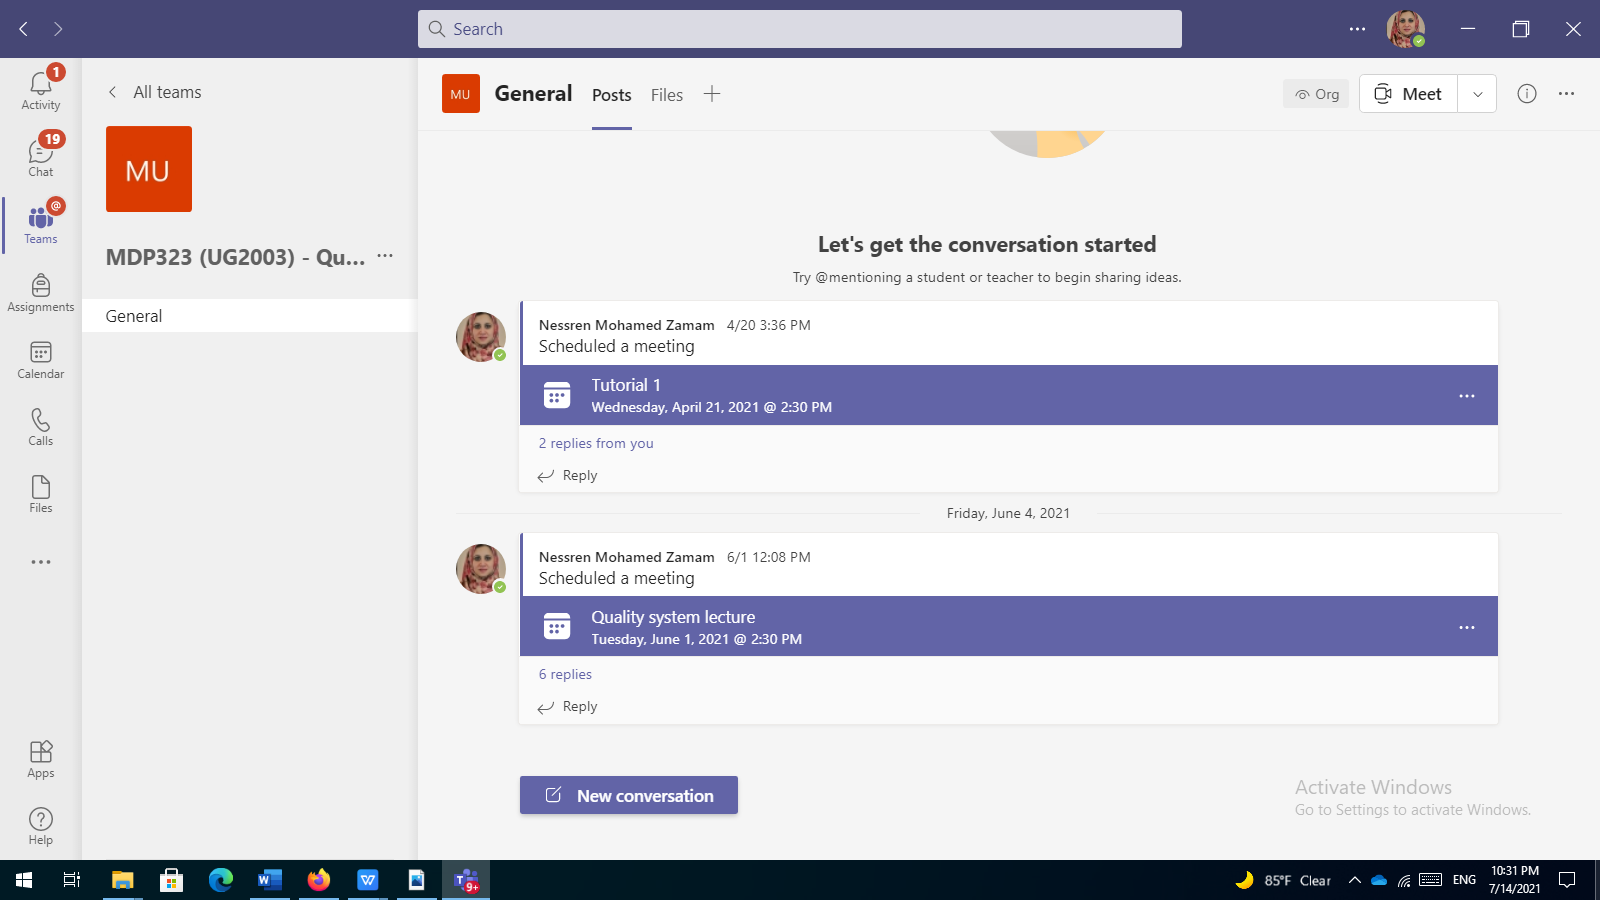 Search
1
Activity
19
Chat
@
Teams
Assignments
Calendar
Calls
Files
Apps
Help
All teams
MU
MDP323 (UG2003) - Qu...
General
MU
General
Posts
Files
Org
Meet
Let's get the conversation started
Try @mentioning a student or teacher to begin sharing ideas.
Nessren Mohamed Zamam 4/20 3:36 PM
Scheduled a meeting
Tutorial 1
Wednesday, April 21, 2021 @ 2:30 PM
2 replies from you
Reply
Friday, June 4, 2021
Nessren Mohamed Zamam 6/1 12:08 PM
Scheduled a meeting
Quality system lecture
Tuesday, June 1, 2021 @ 2:30 PM
6 replies
Reply
New conversation
Activate Windows
Go to Settings to activate Windows.
W
W
T
9+
85°F Clear
ENG
10:31 PM
7/14/2021